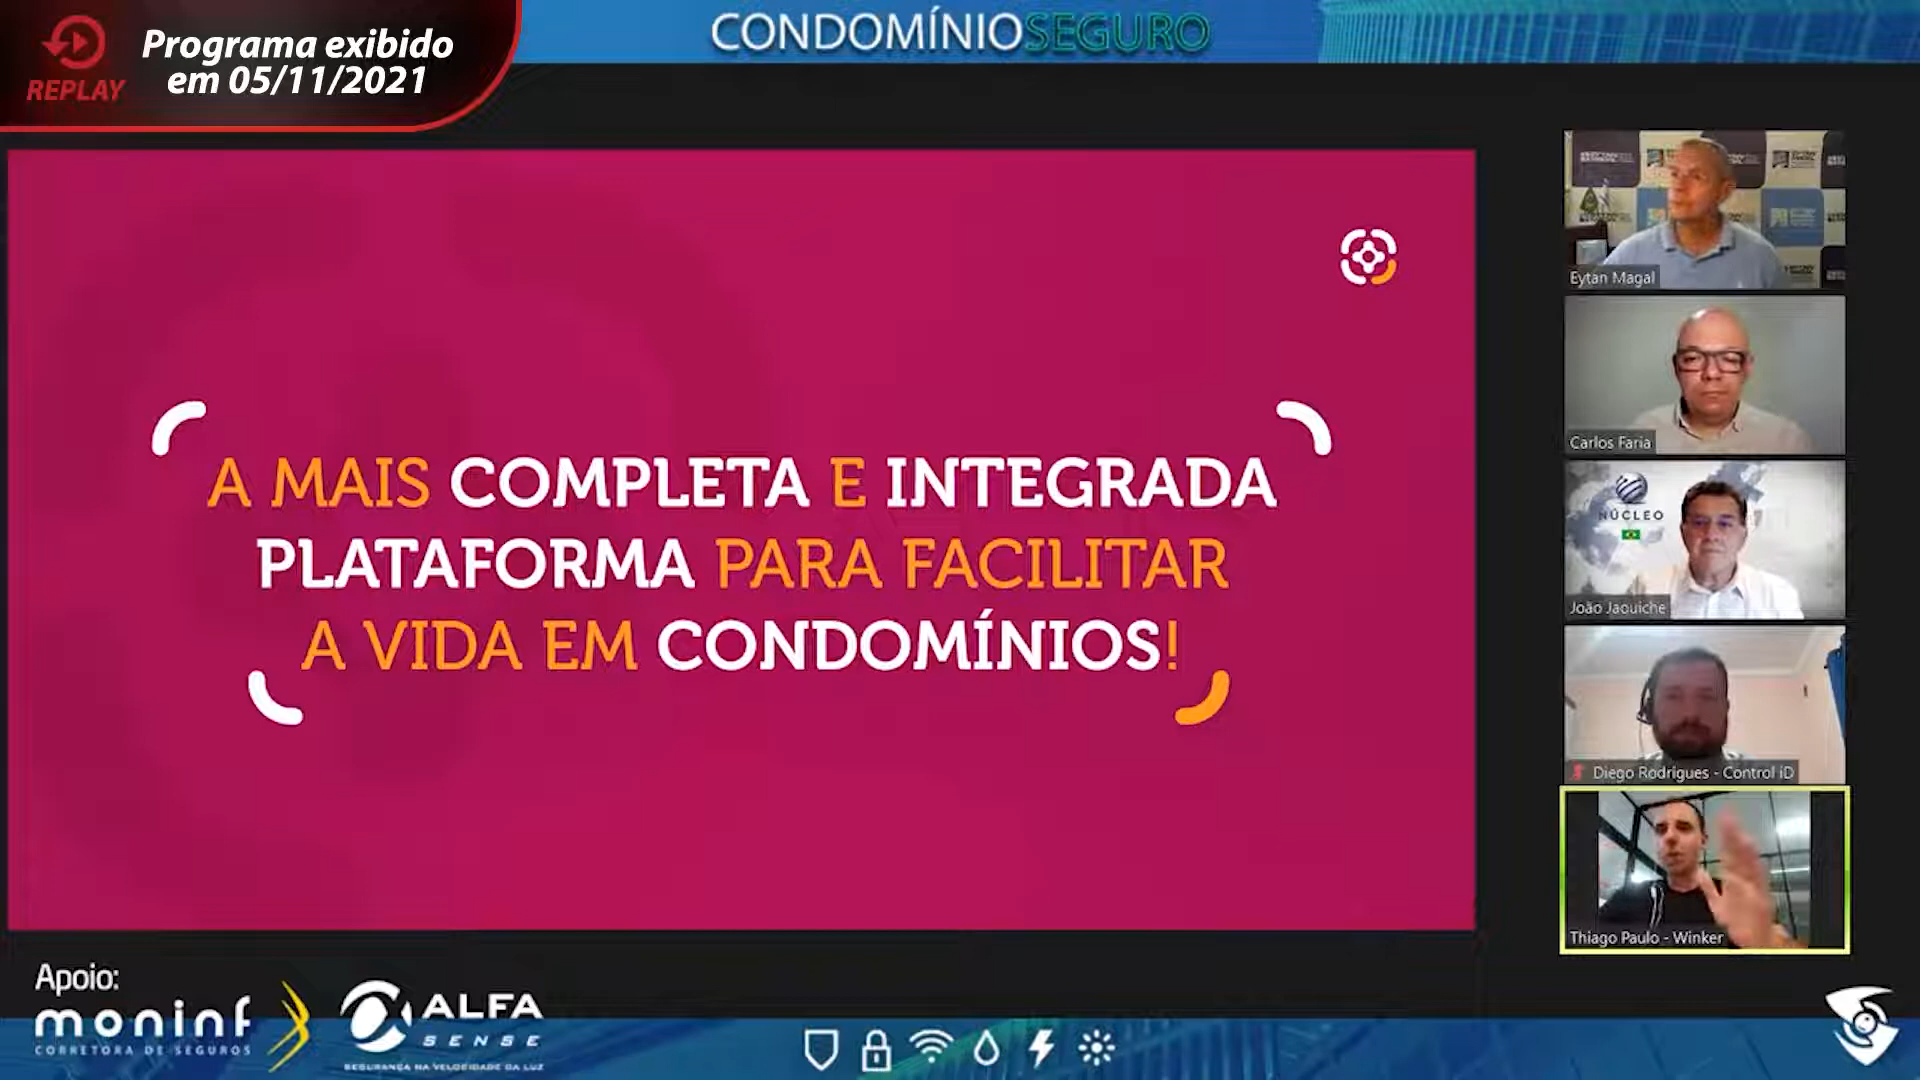 Programa exibido
em 05/11/2021
REPLAY
CONDOMÍNIOSEGURO
A MAIS COMPLETA E INTEGRADA
PLATAFORMA PARA FACILITAR
A VIDA EM CONDOMÍNIOS!
Eytan Magal
Carlos Faria
NÚCLEO
João Jaouiche
Diego Rodrigues - Control iD
Thiago Paulo - Winker
Apoio:
moninf
CORRETORA DE SEGUROS
ALFA
SENSE
SEGURANÇA NA VELOCIDADE DA LUZ